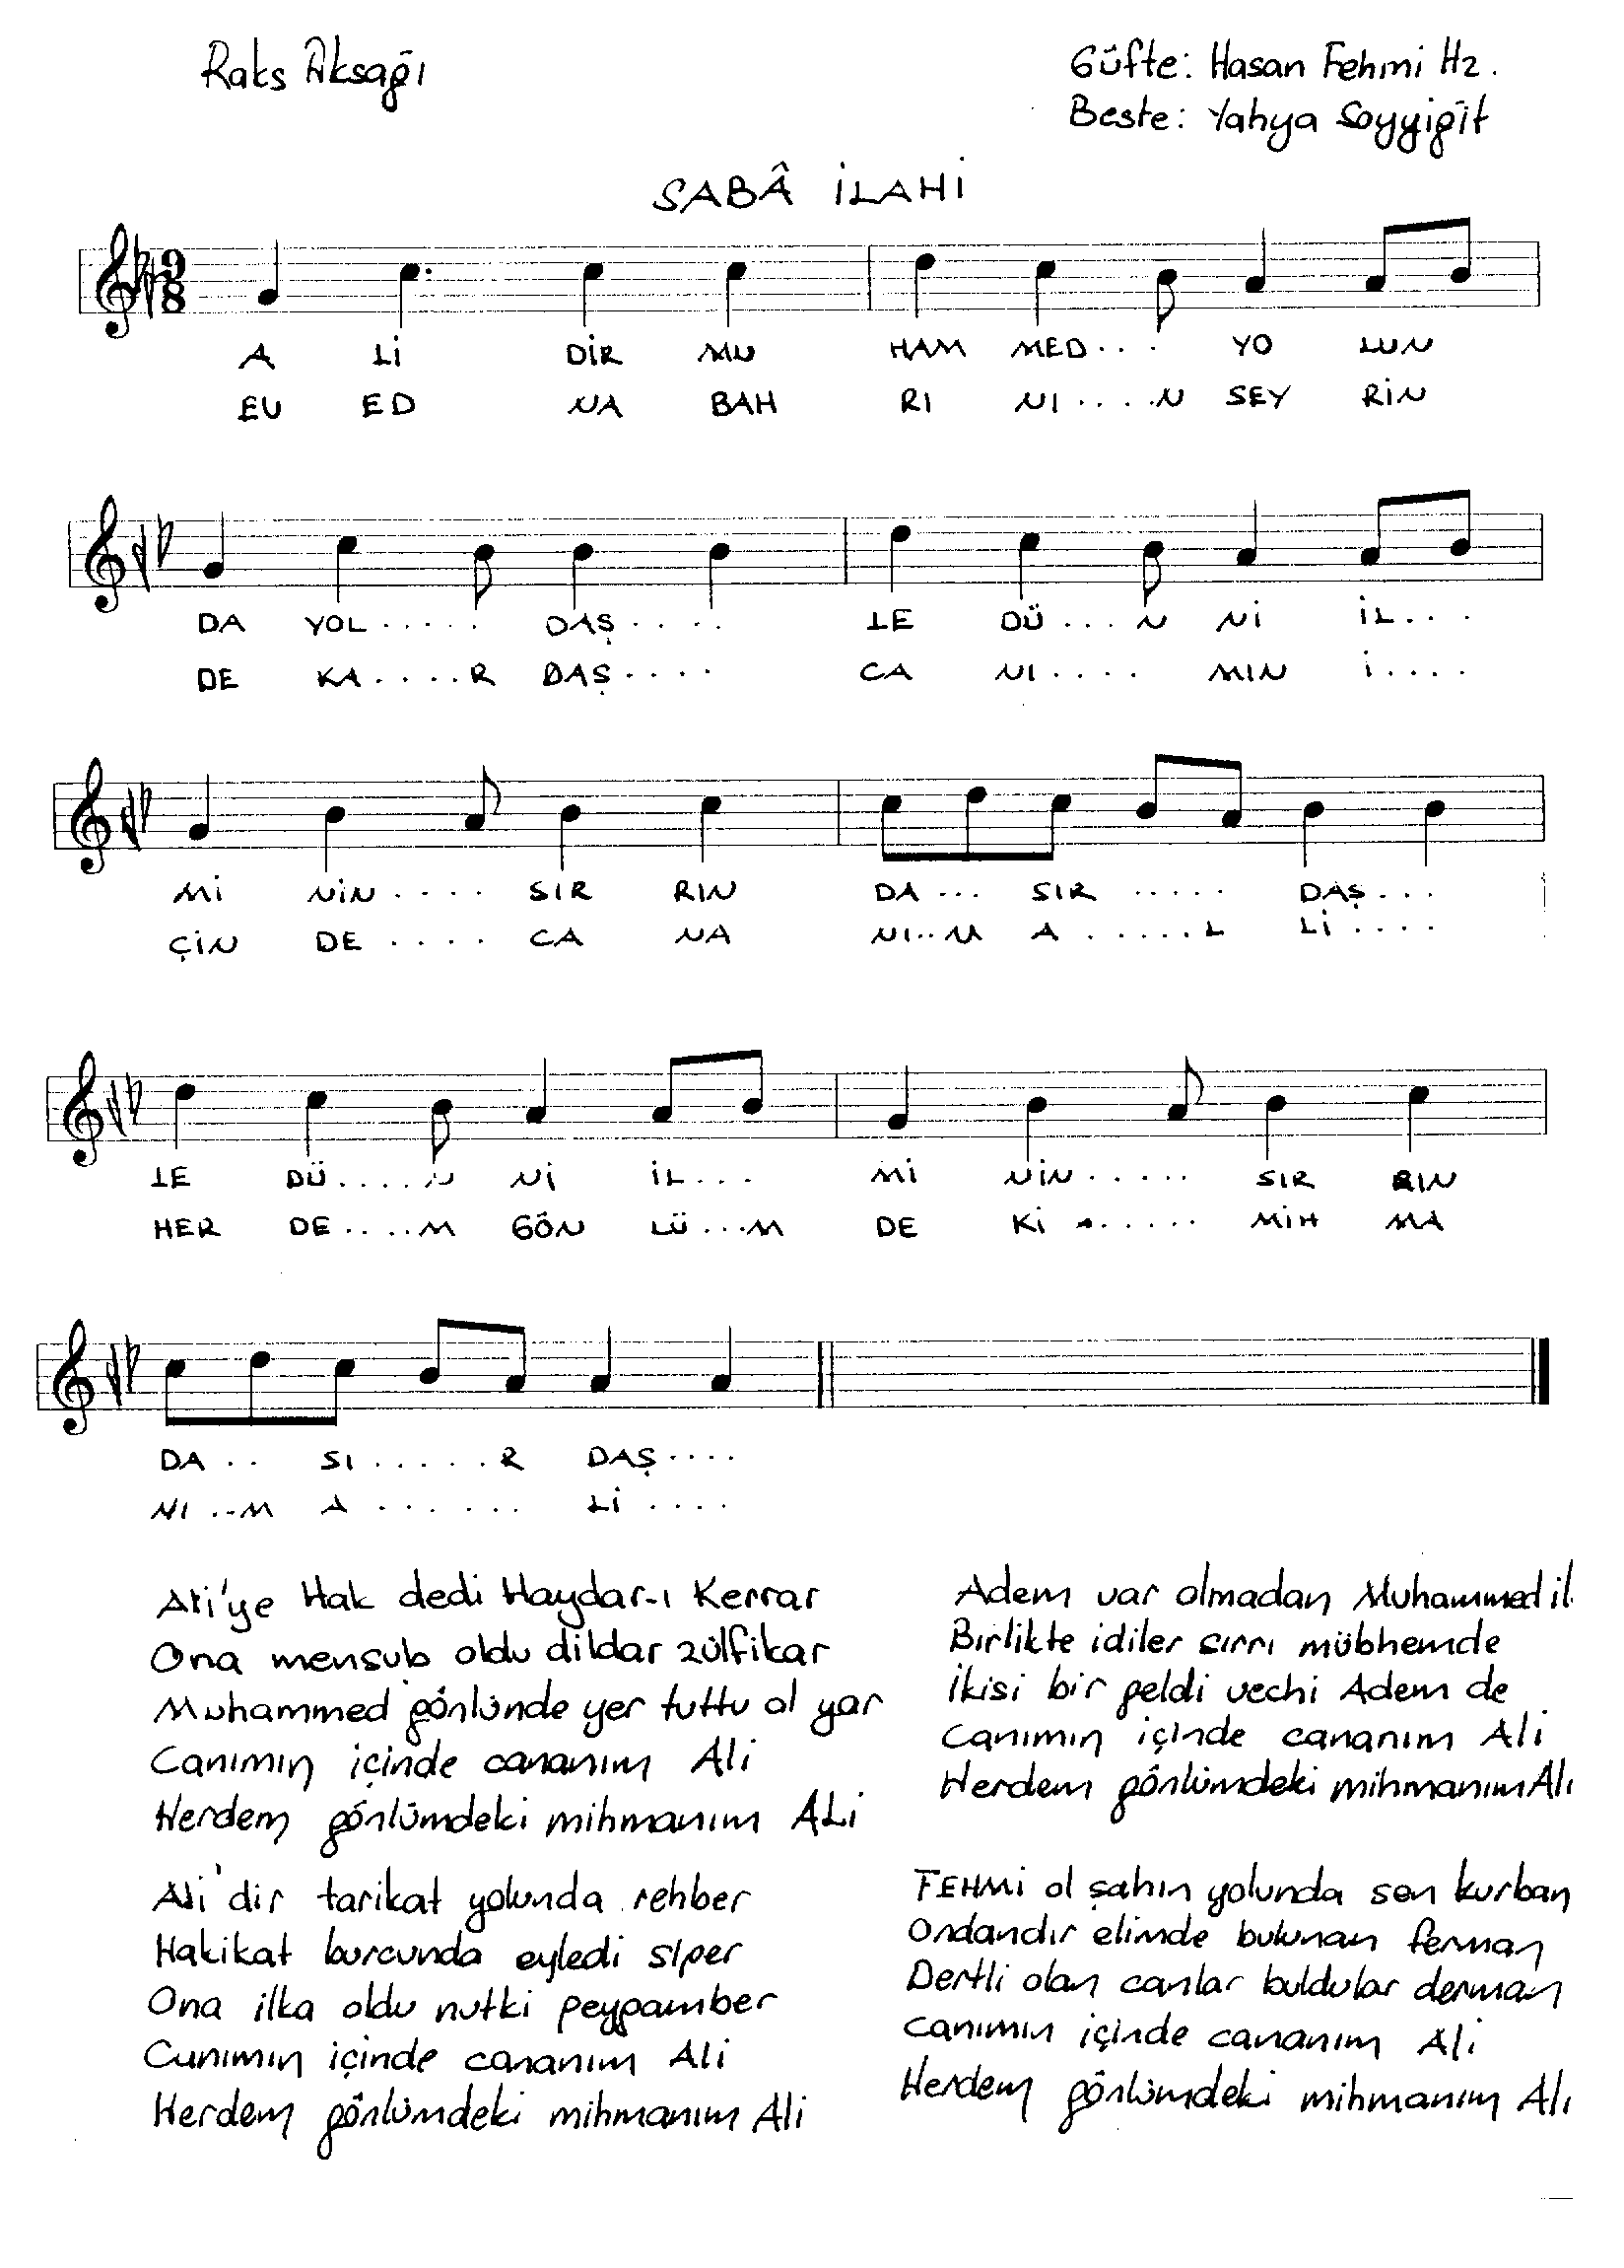 Raks Aksağı
Güfte: Hasan Fehmi Hz.
Beste: Yahya Soyyiğit
SABÂ İLAHİ
9
8
A Lİ DİR MU HAM MED... YO LUN
EV ED NA BAH RI NI....N SEY RİN
DA YOL..... DAŞ.... LE DÜ...N Nİ İL...
DE KA....R DAŞ.... CA NI.... MIN İ....
Mİ NİN.... SIR RIN DA... SIR ..... DAŞ...
ÇİN DE.... CA NA NI..M A......L Lİ....
LE DÜ....N Nİ İL... Mİ NİN..... SIR RIN
HER DE....M GÖN LÜ...M DE Kİ...... MİH MA
DA.. SI.....R DAŞ....
NI..M A....... Lİ....
Ali'ye Hak dedi Haydar-ı Kerrar
Ona mensub oldu dildar zülfikar
Muhammed gönlünde yer tuttu ol yar
Canımın içinde cananım Ali
Herdem gönlümdeki mihmanım ALİ
Ali'dir tarikat yolunda rehber
Hakikat burcunda eyledi siper
Ona ilka oldu nutki peygamber
Canımın içinde cananım Ali
Herdem gönlümdeki mihmanım Ali
Adem var olmadan Muhammed il
Birlikte idiler sırrı mübhemde
İkisi bir geldi vechi Adem de
Canımın içinde cananım Ali
Herdem gönlümdeki mihmanım Ali
FEHMİ ol şahın yolunda sen kurban
Ondandır elimde bulunan ferman
Dertli olan canlar buldular derman
canımın içinde cananım Ali
Herdem gönlümdeki mihmanım Ali